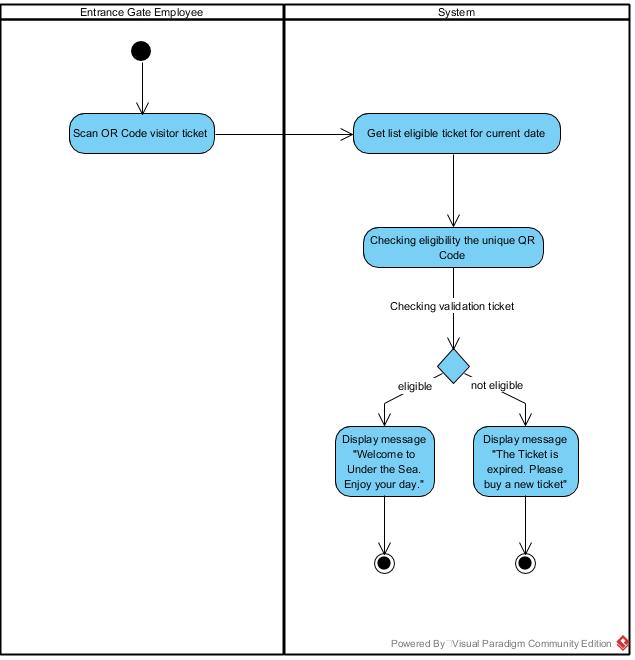 Entrance Gate Employee
System
Scan OR Code visitor ticket
Get list eligible ticket for current date
Checking eligibility the unique QR
Code
Checking validation ticket
eligible
not eligible
Display message
"Welcome to
Under the Sea.
Enjoy your day."
Display message
"The Ticket is
expired. Please
buy a new ticket"
Powered By Visual Paradigm Community Edition